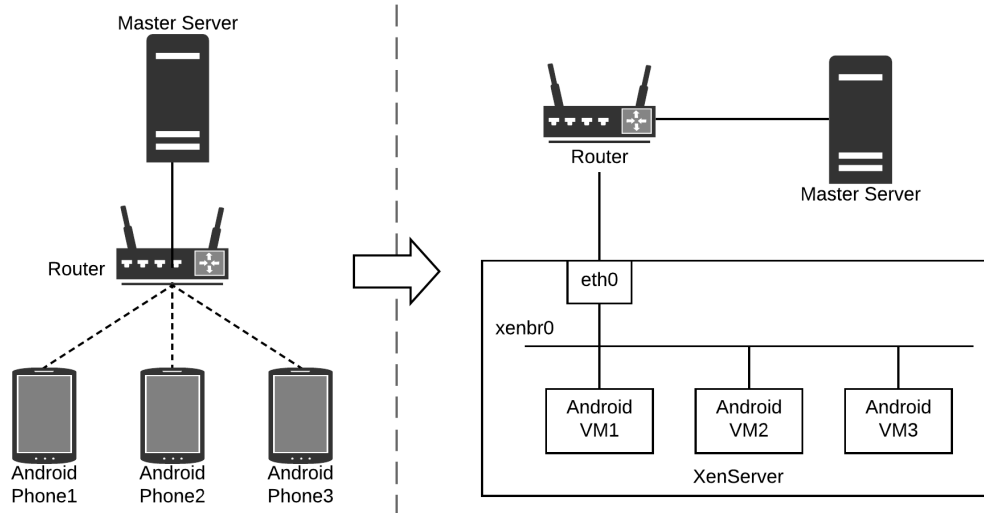 Master Server
Router
Android
Phone1
Android
Phone2
Android
Phone3
Router
Master Server
eth0
xenbr0
Android
VM1
Android
VM2
Android
VM3
XenServer